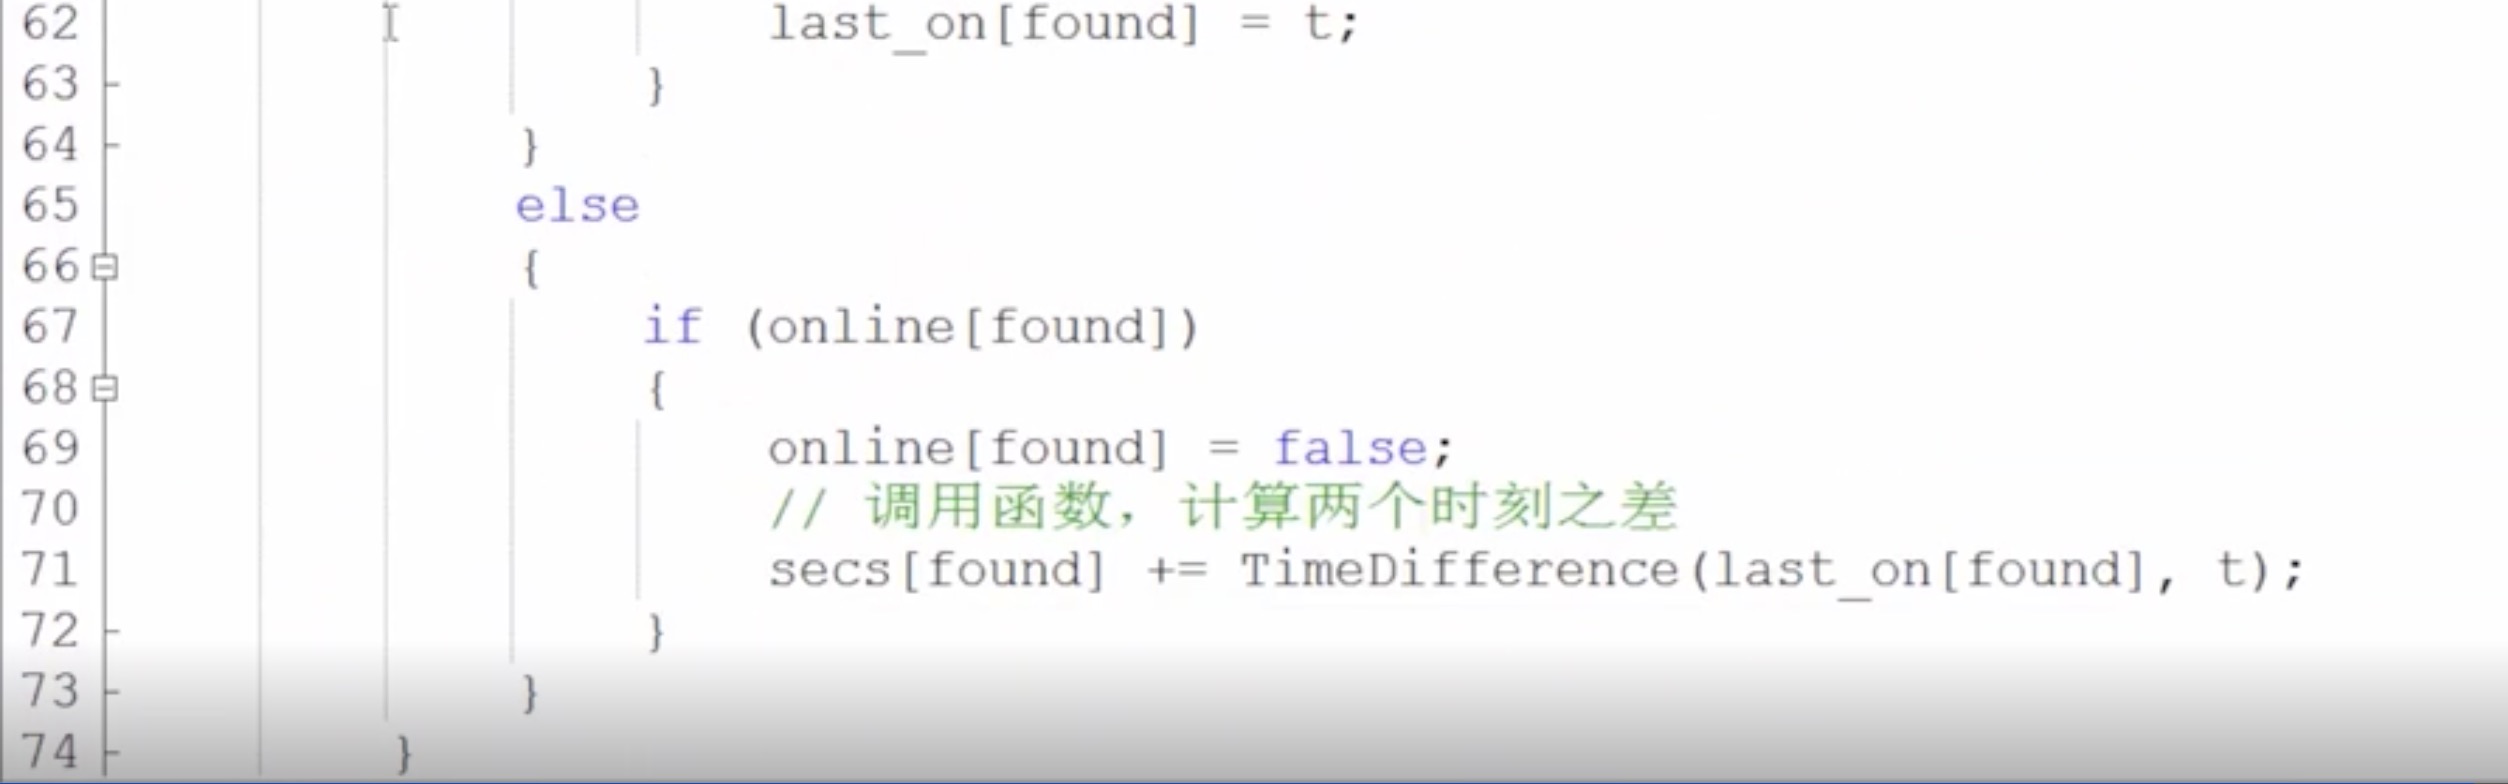 62 last_on[found] = t;
63 }
64 }
65 else
66 {
67 if (online[found])
68 {
69 online[found] = false;
70 // 调用函数，计算两个时刻之差
71 secs[found] += TimeDifference(last_on[found], t);
72 }
73 }
74 }